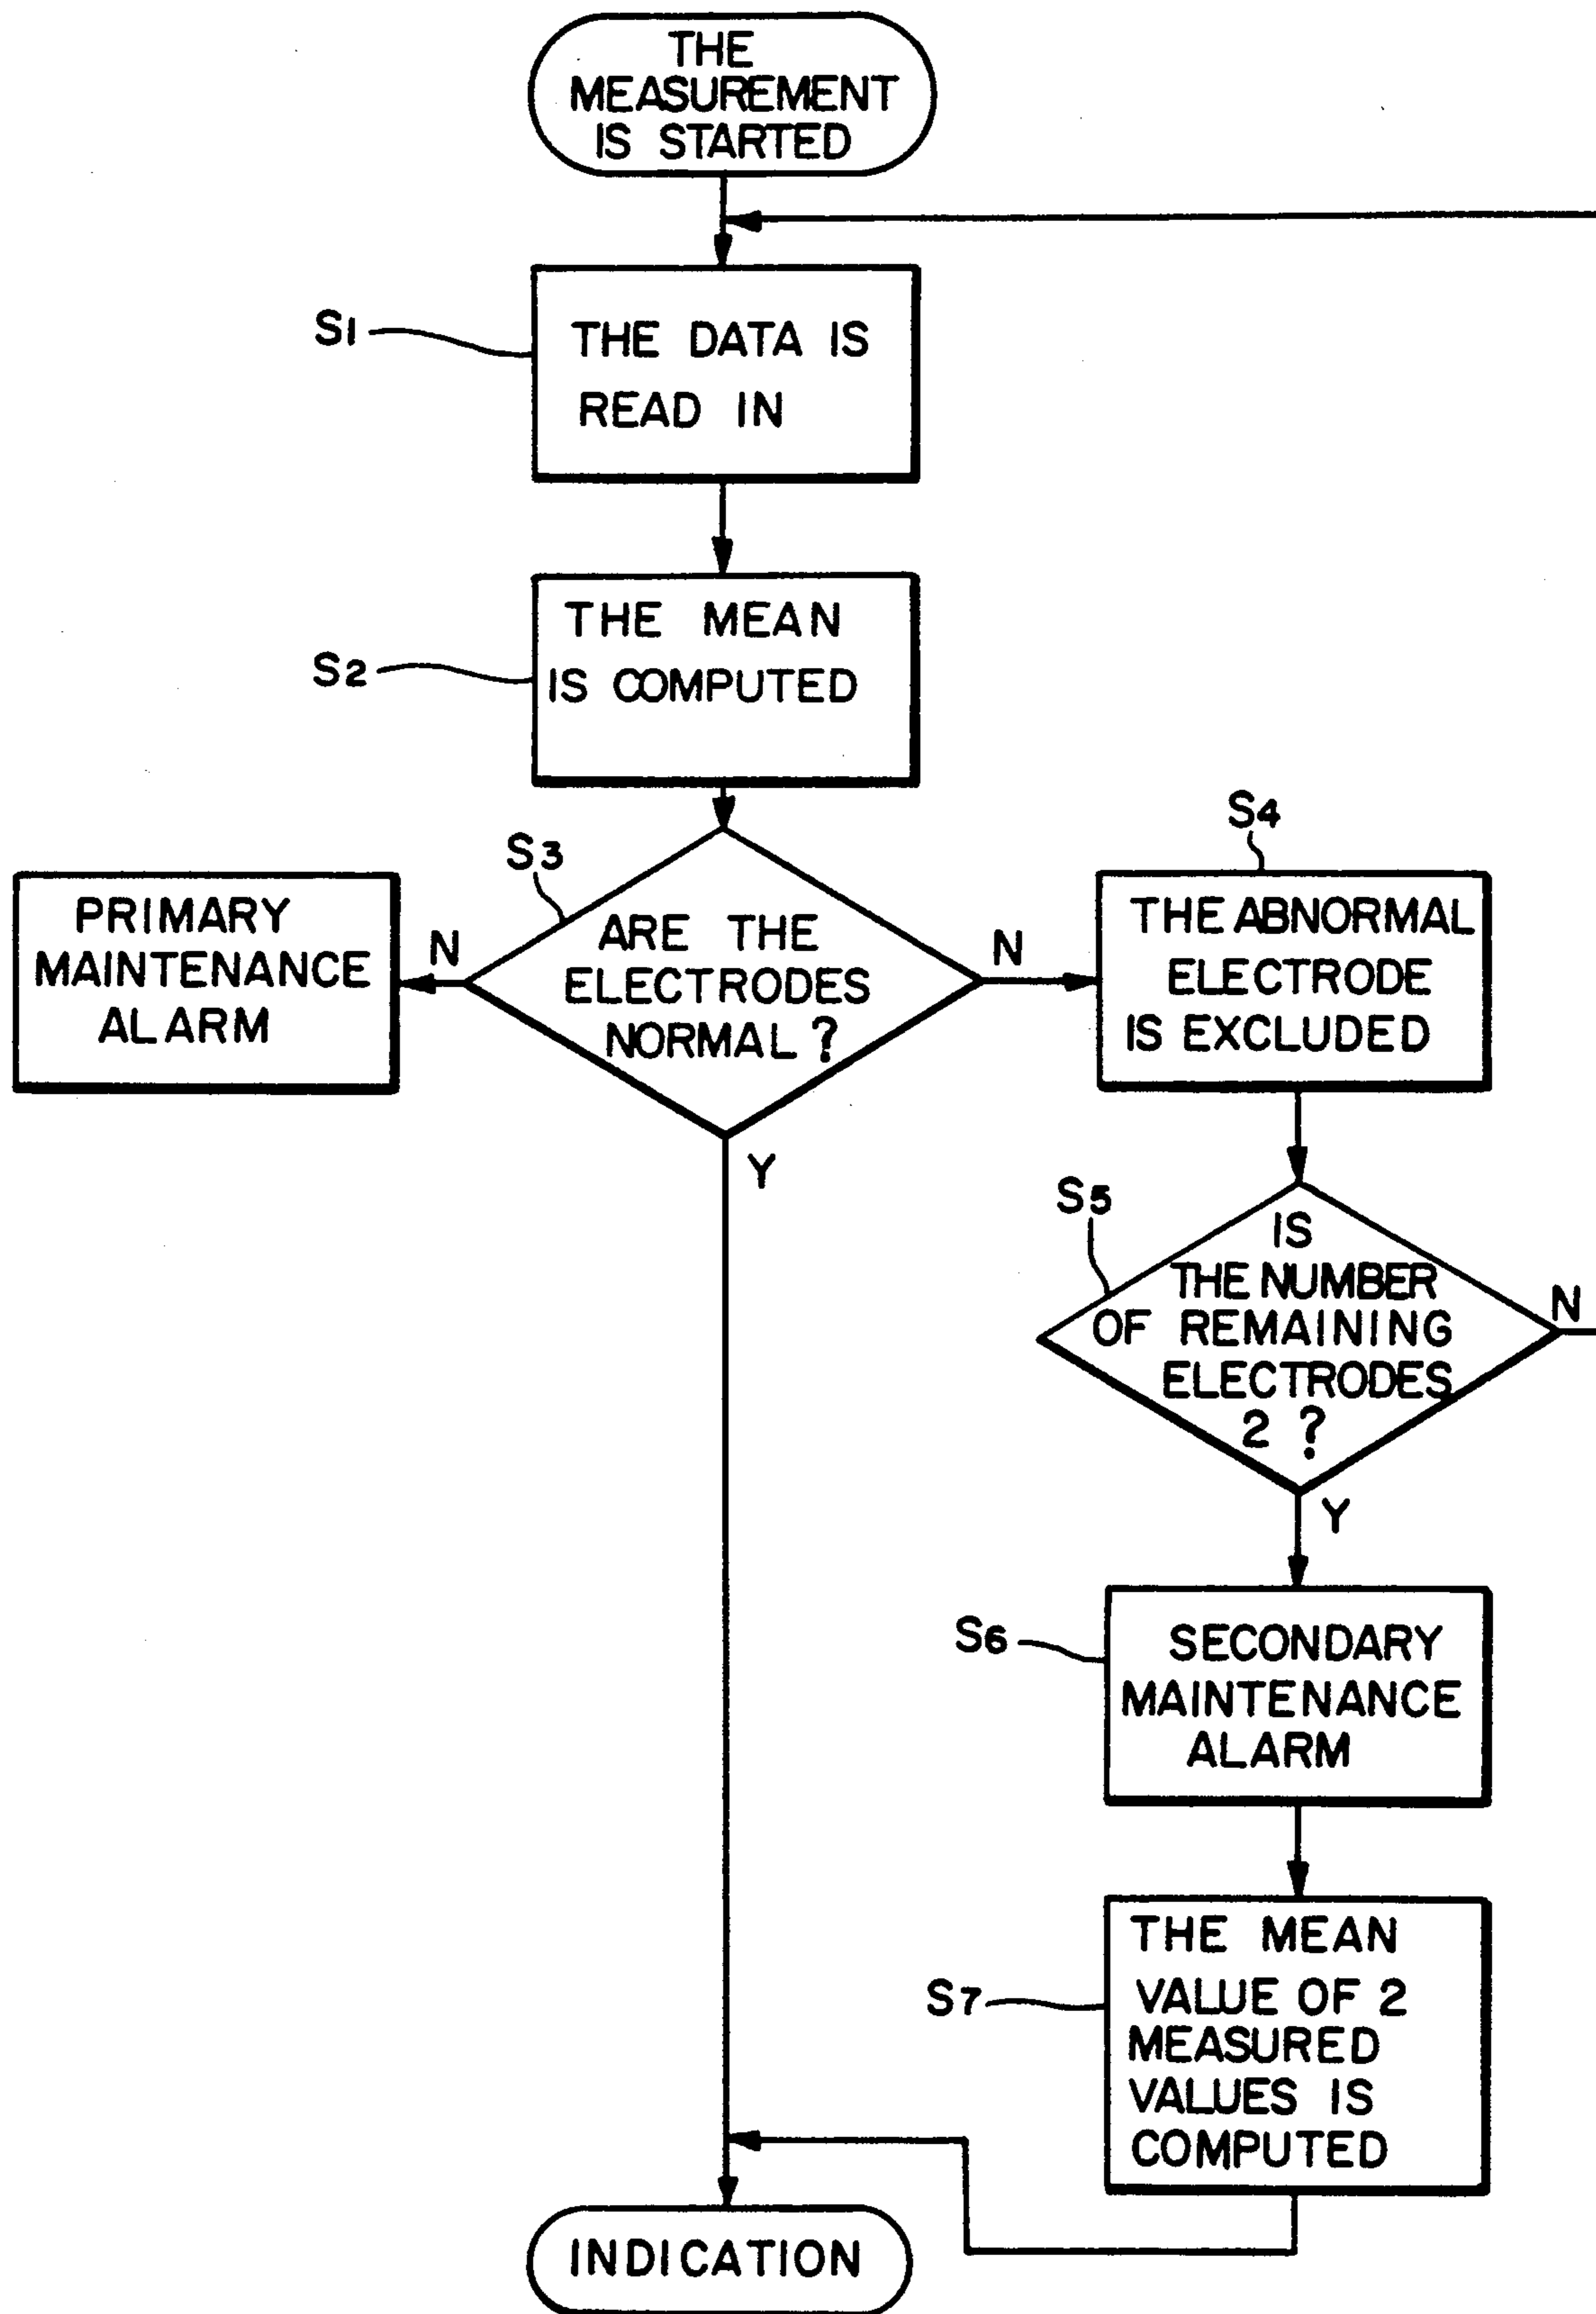 THE
MEASUREMENT
IS STARTED
S1
THE DATA IS
READ IN
S2
THE MEAN
IS COMPUTED
S3
ARE THE
ELECTRODES
NORMAL?
N
PRIMARY
MAINTENANCE
ALARM
N
S4
THE ABNORMAL
ELECTRODE
IS EXCLUDED
Y
S5
IS
THE NUMBER
OF REMAINING
ELECTRODES
2 ?
N
Y
S6
SECONDARY
MAINTENANCE
ALARM
S7
THE MEAN
VALUE OF 2
MEASURED
VALUES IS
COMPUTED
INDICATION